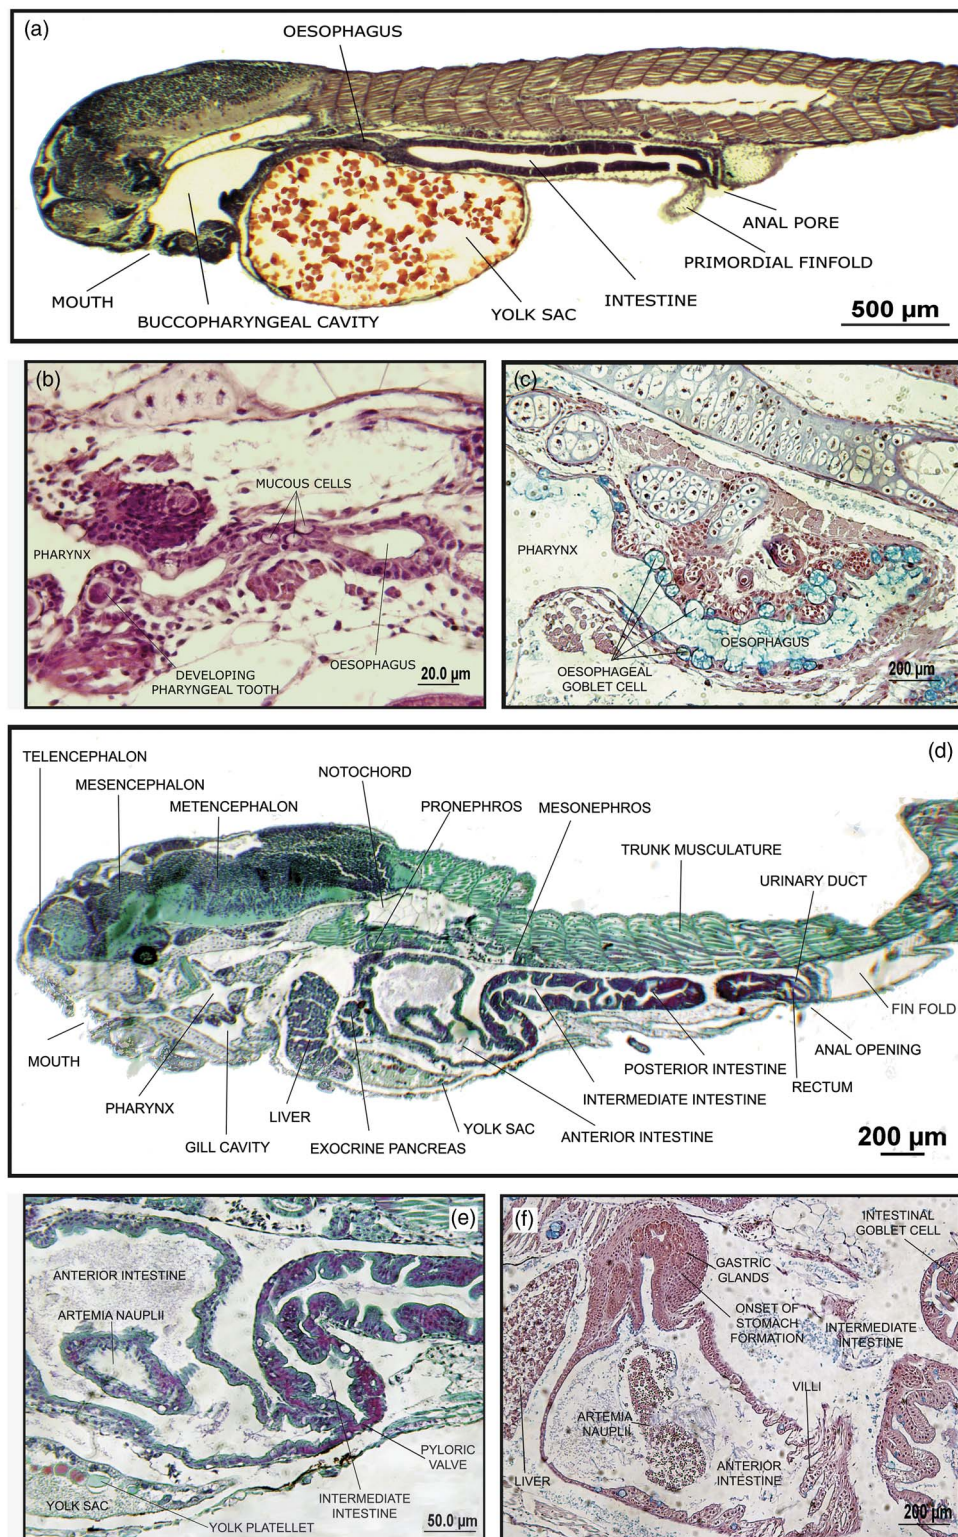 (a)
OESOPHAGUS
ANAL PORE
PRIMORDIAL FINFOLD
MOUTH
INTESTINE
YOLK SAC
BUCCOPHARYNGEAL CAVITY
500 µm
(b)
MUCOUS CELLS
PHARYNX
OESOPHAGUS
DEVELOPING
PHARYNGEAL TOOTH
20.0 µm
(c)
PHARYNX
OESOPHAGUS
OESOPHAGEAL
GOBLET CELL
200 µm
(d)
TELENCEPHALON
MESENCEPHALON
METENCEPHALON
NOTOCHORD
PRONEPHROS
MESONEPHROS
TRUNK MUSCULATURE
URINARY DUCT
FIN FOLD
MOUTH
PHARYNX
GILL CAVITY
LIVER
EXOCRINE PANCREAS
YOLK SAC
ANTERIOR INTESTINE
INTERMEDIATE INTESTINE
POSTERIOR INTESTINE
RECTUM
ANAL OPENING
200 µm
(e)
ANTERIOR INTESTINE
ARTEMIA NAUPLII
PYLORIC
VALVE
INTERMEDIATE
INTESTINE
YOLK SAC
YOLK PLATELLET
50.0 µm
(f)
INTESTINAL
GOBLET CELL
GASTRIC
GLANDS
ONSET OF
STOMACH
FORMATION
INTERMEDIATE
INTESTINE
VILLI
ARTEMIA
NAUPLII
ANTERIOR
INTESTINE
LIVER
200 µm